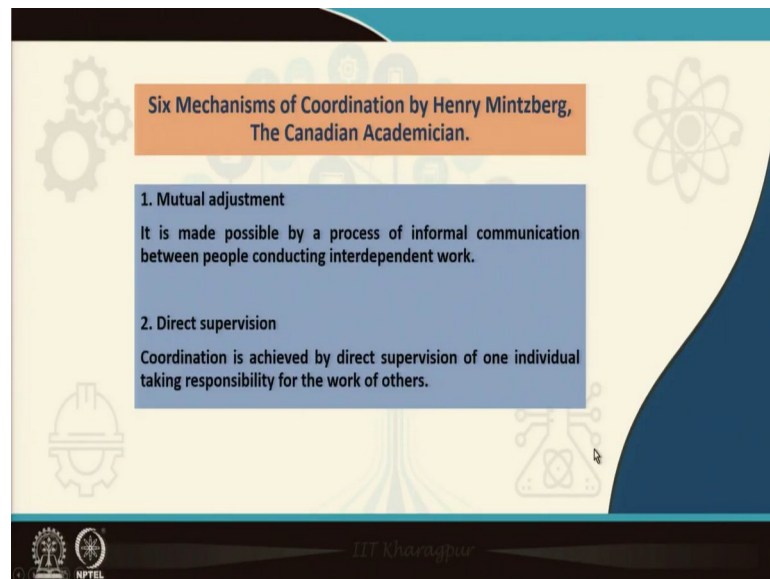 Six Mechanisms of Coordination by Henry Mintzberg,
The Canadian Academician.
1. Mutual adjustment
It is made possible by a process of informal communication
between people conducting interdependent work.
2. Direct supervision
Coordination is achieved by direct supervision of one individual
taking responsibility for the work of others.
IIT Kharagpur
NPTEL